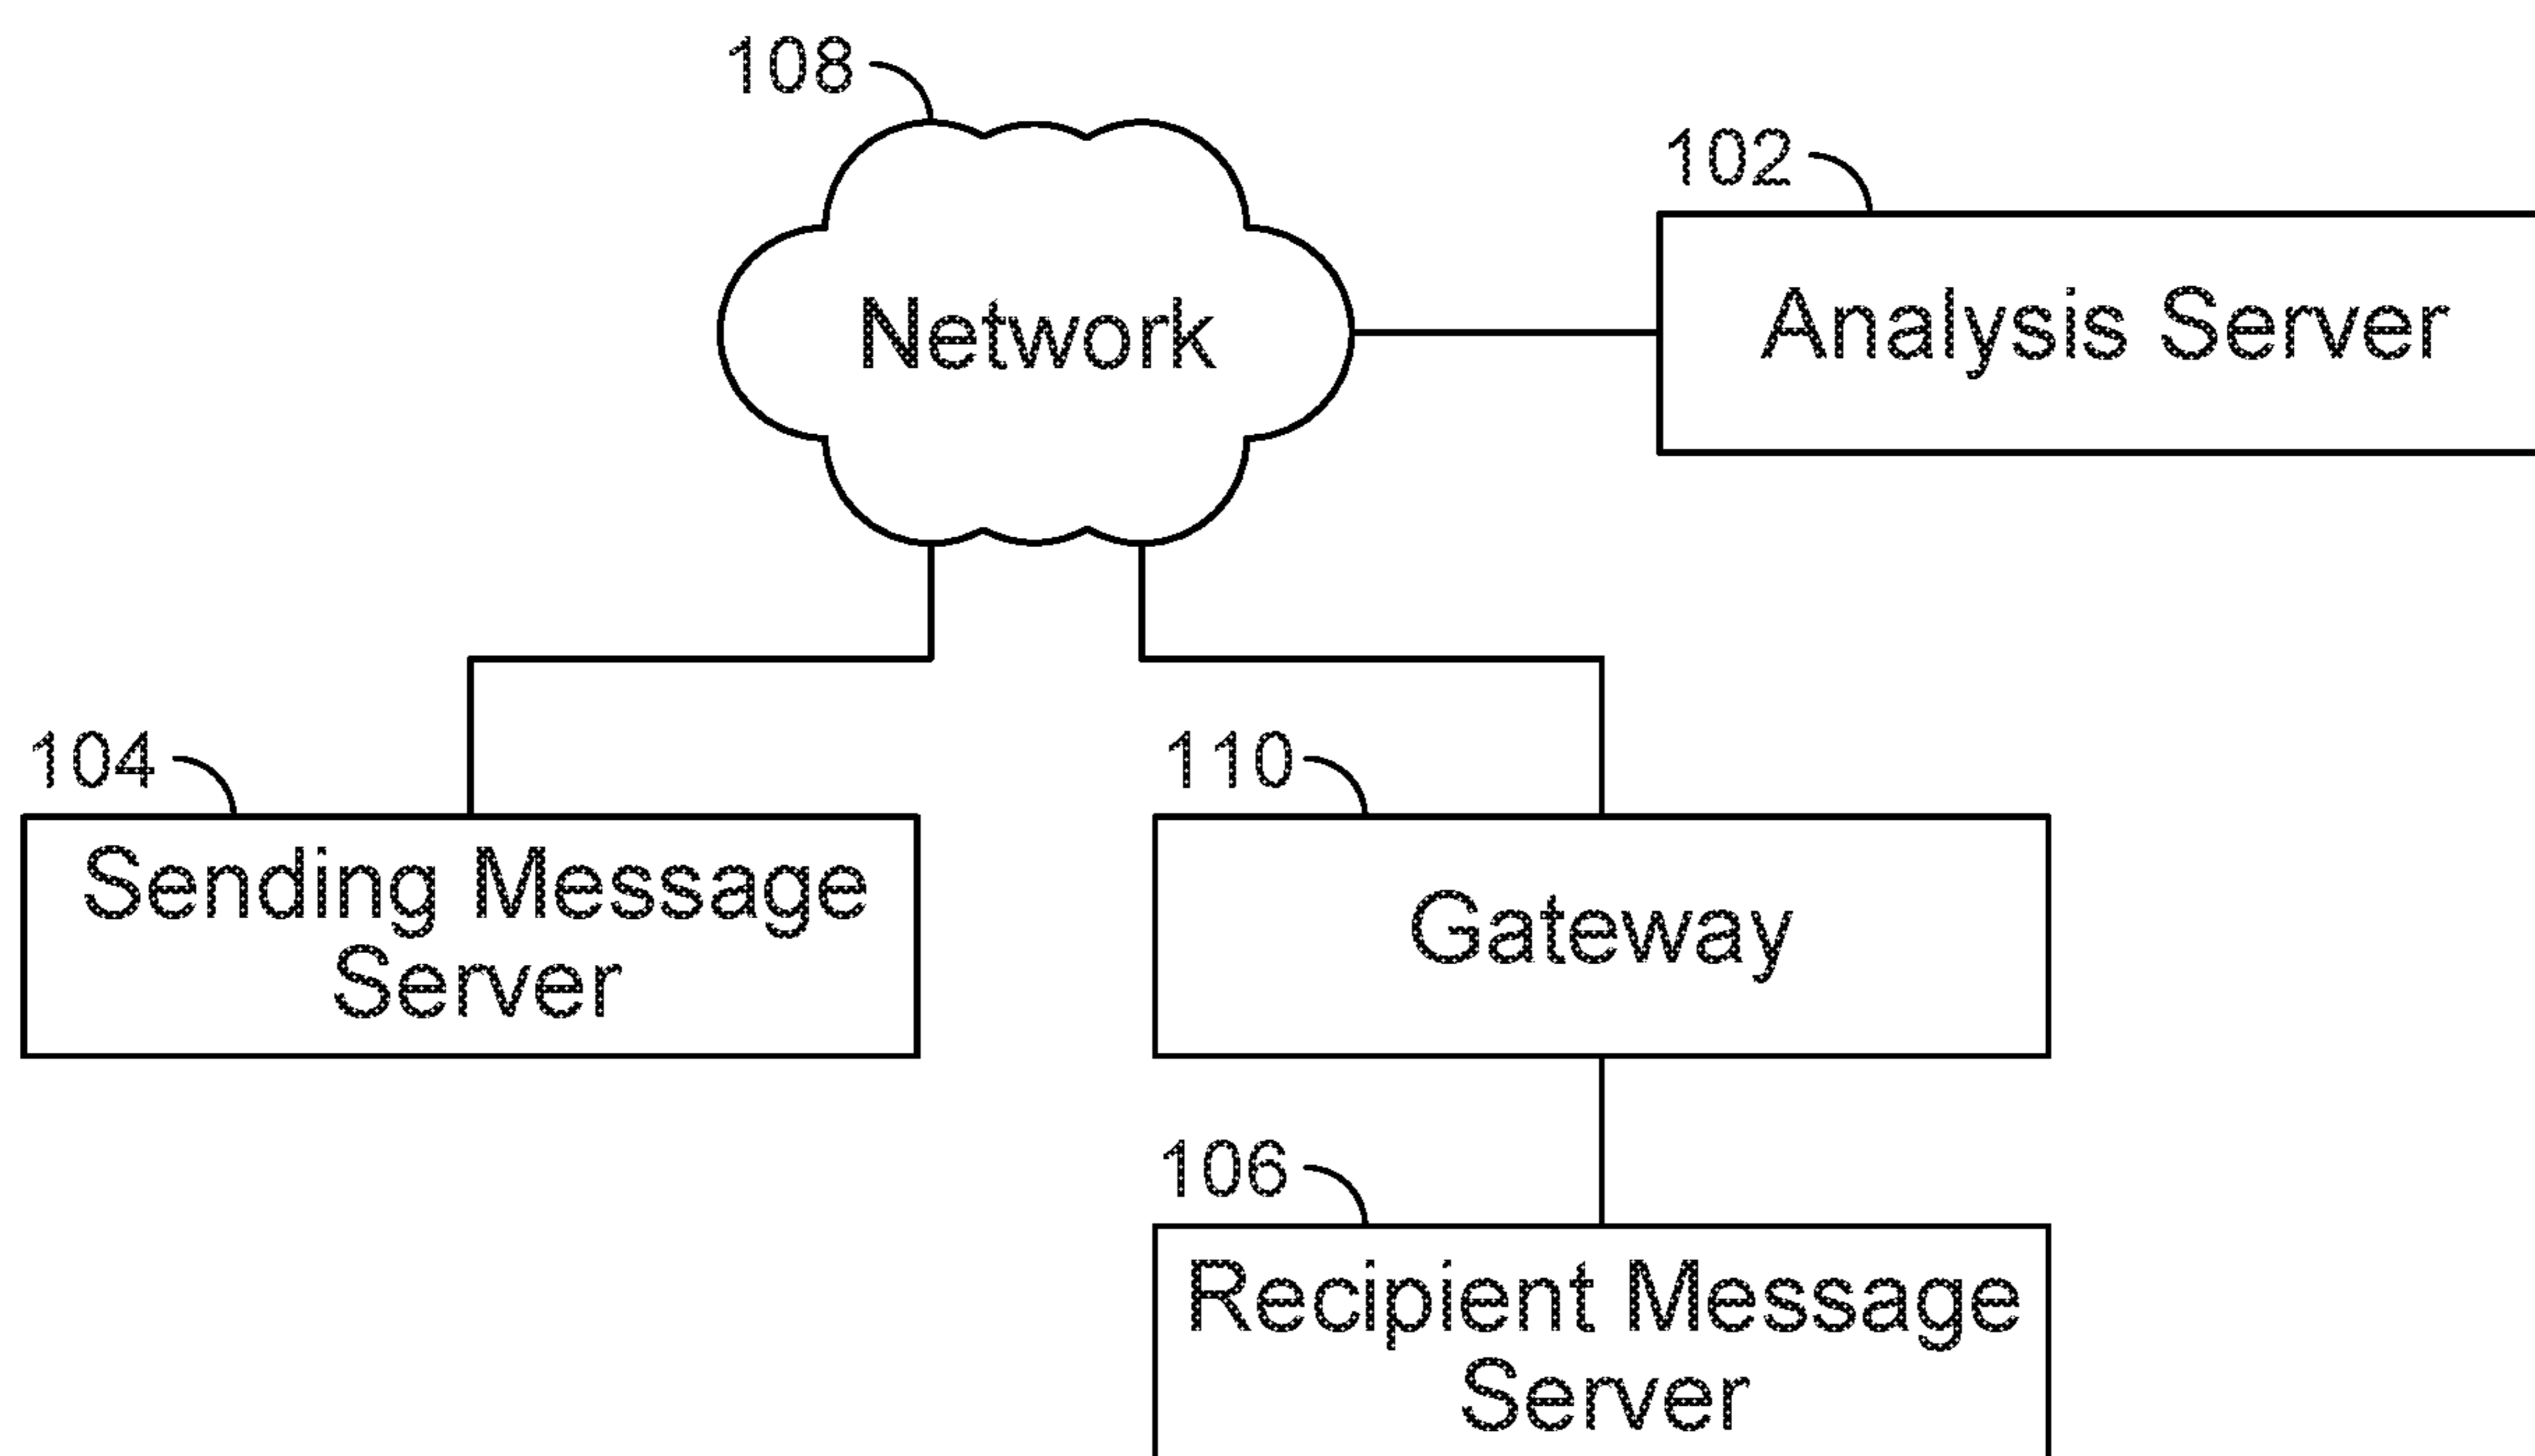 108
102
Network
Analysis Server
104
110
Sending Message
Server
Gateway
106
Recipient Message
Server